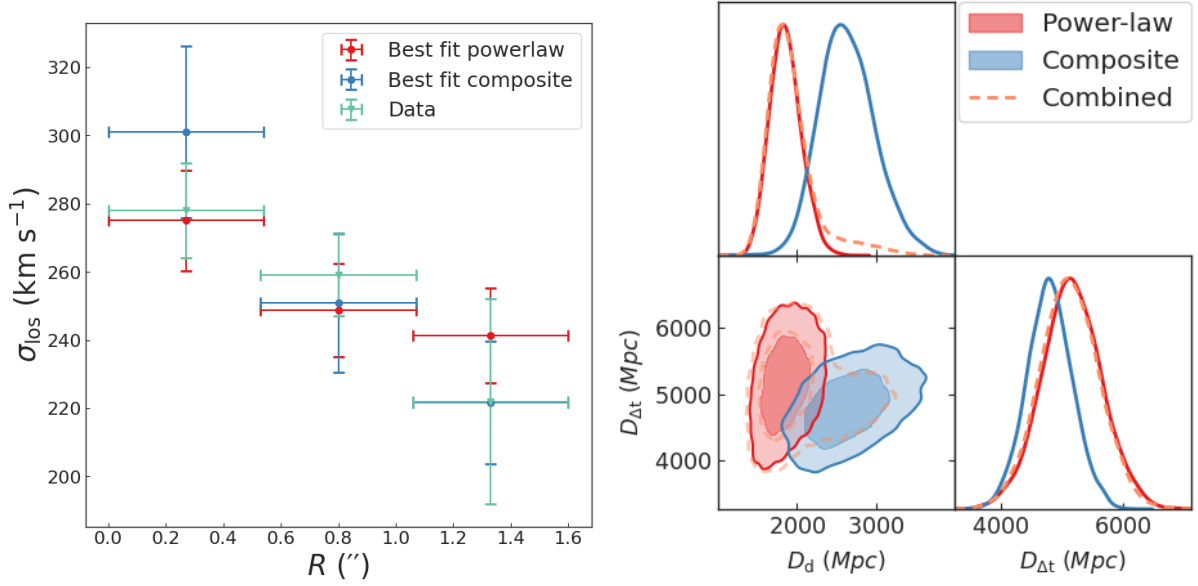 σlos (km s⁻¹)
320
300
280
260
240
220
200
Best fit powerlaw
Best fit composite
Data
0.0 0.2 0.4 0.6 0.8 1.0 1.2 1.4 1.6
R (″)
Power-law
Composite
Combined
DΔt (Mpc)
6000
5000
4000
2000 3000
Dd (Mpc)
4000 6000
DΔt (Mpc)